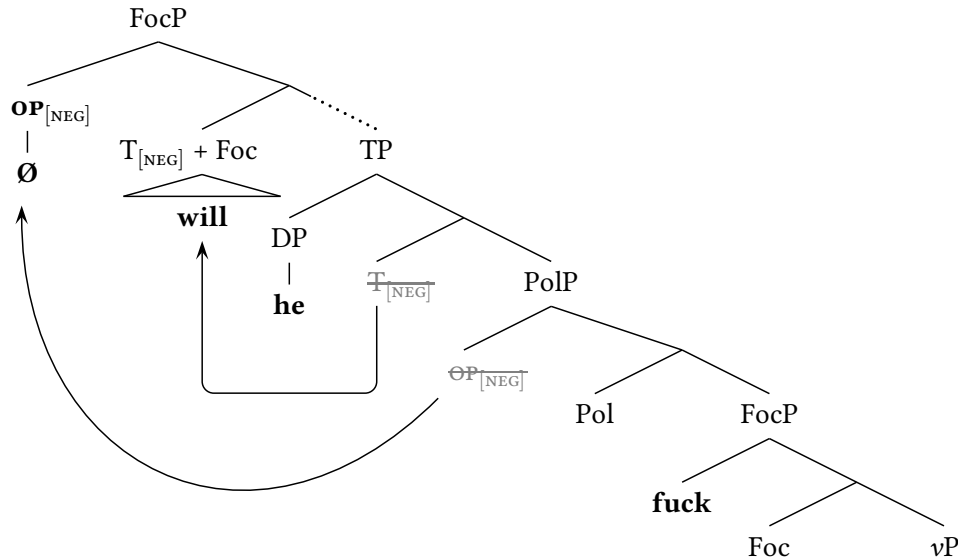 FocP
OP[NEG]
Ø
T[NEG] + Foc
will
TP
DP
he
T[NEG]
PolP
OP[NEG]
Pol
FocP
fuck
Foc
vP